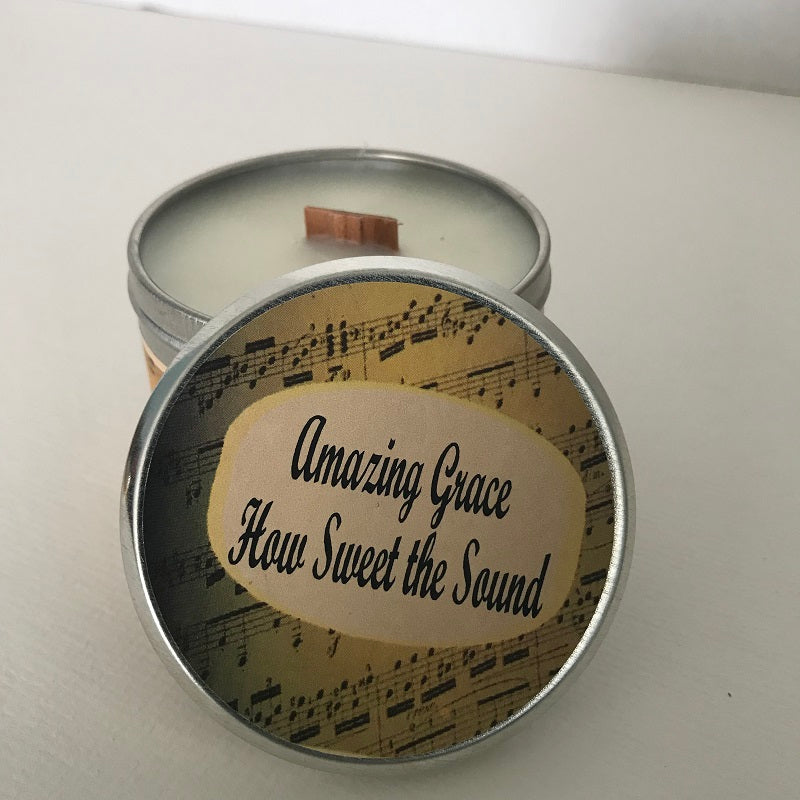 Amazing Grace
How Sweet the Sound